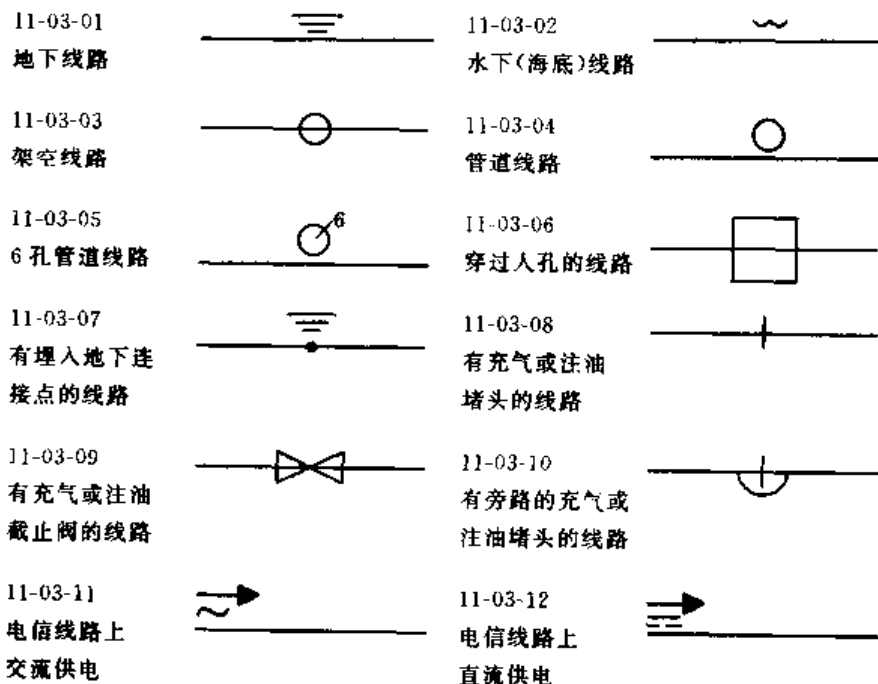 11-03-01
地下线路
11-03-02
水下(海底)线路
11-03-03
架空线路
11-03-04
管道线路
11-03-05
6孔管道线路
6
11-03-06
穿过人孔的线路
11-03-07
有埋入地下连
接点的线路
11-03-08
有充气或注油
堵头的线路
11-03-09
有充气或注油
截止阀的线路
11-03-10
有旁路的充气或
注油堵头的线路
11-03-11
电信线路上
交流供电
11-03-12
电信线路上
直流供电